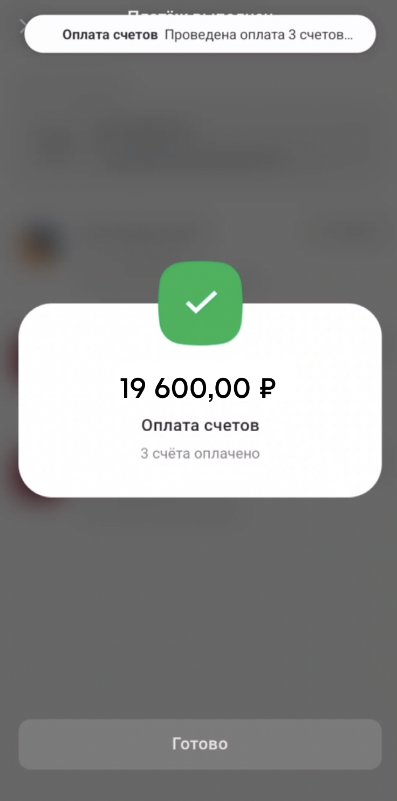 Оплата счетов Проведена оплата 3 счетов...
19 600,00 ₽
Оплата счетов
3 счёта оплачено
Готово